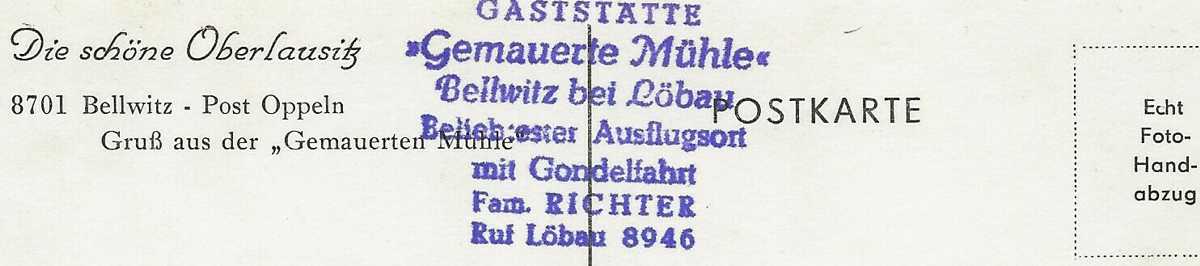 Die schöne Oberlausitz
8701 Bellwitz - Post Oppeln
Gruß aus der „Gemauerten Mühle“
GASTSTÄTTE
»Gemauerte Mühle«
Bellwitz bei Löbau
Beliebtester Ausflugsort
mit Gondelfahrt
Fam. RICHTER
Ruf Löbau 8946
POSTKARTE
Echt
Foto-
Hand-
abzug